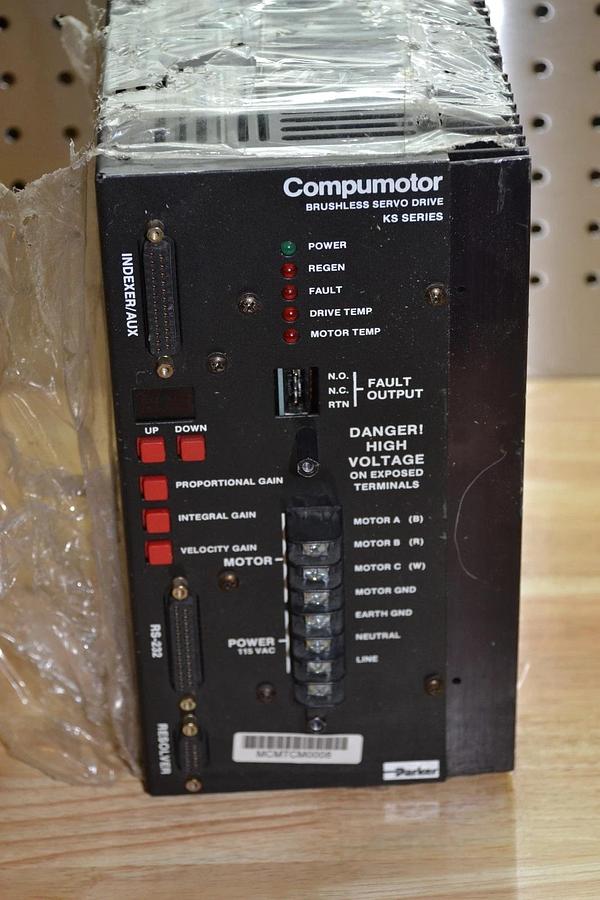 Compumotor
BRUSHLESS SERVO DRIVE
KS SERIES
INDEXER/AUX
POWER
REGEN
FAULT
DRIVE TEMP
MOTOR TEMP
N.O.
N.C.
RTN
FAULT
OUTPUT
UP DOWN
DANGER!
HIGH
VOLTAGE
ON EXPOSED
TERMINALS
PROPORTIONAL GAIN
INTEGRAL GAIN
VELOCITY GAIN
MOTOR
MOTOR A (B)
MOTOR B (R)
MOTOR C (W)
MOTOR GND
EARTH GND
NEUTRAL
LINE
POWER
115 VAC
RS-232
RESOLVER
MCMTCM0006
Parker